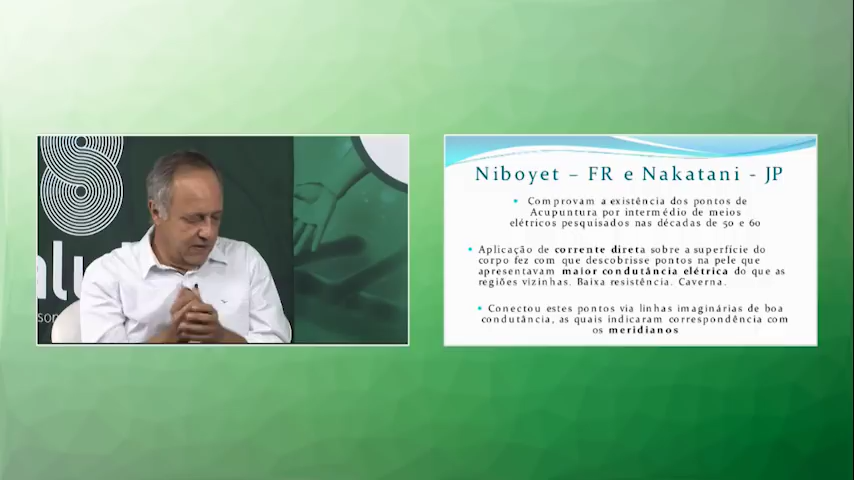 Niboyet – FR e Nakatani - JP
• Comprovam a existência dos pontos de
Acupuntura por intermédio de meios
elétricos pesquisados nas décadas de 50 e 60
• Aplicação de corrente direta sobre a superfície do
corpo fez com que descobrisse pontos na pele que
apresentavam maior condutância elétrica do que as
regiões vizinhas. Baixa resistência. Caverna.
• Conectou estes pontos via linhas imaginárias de boa
condutância, as quais indicaram correspondência com
os meridianos